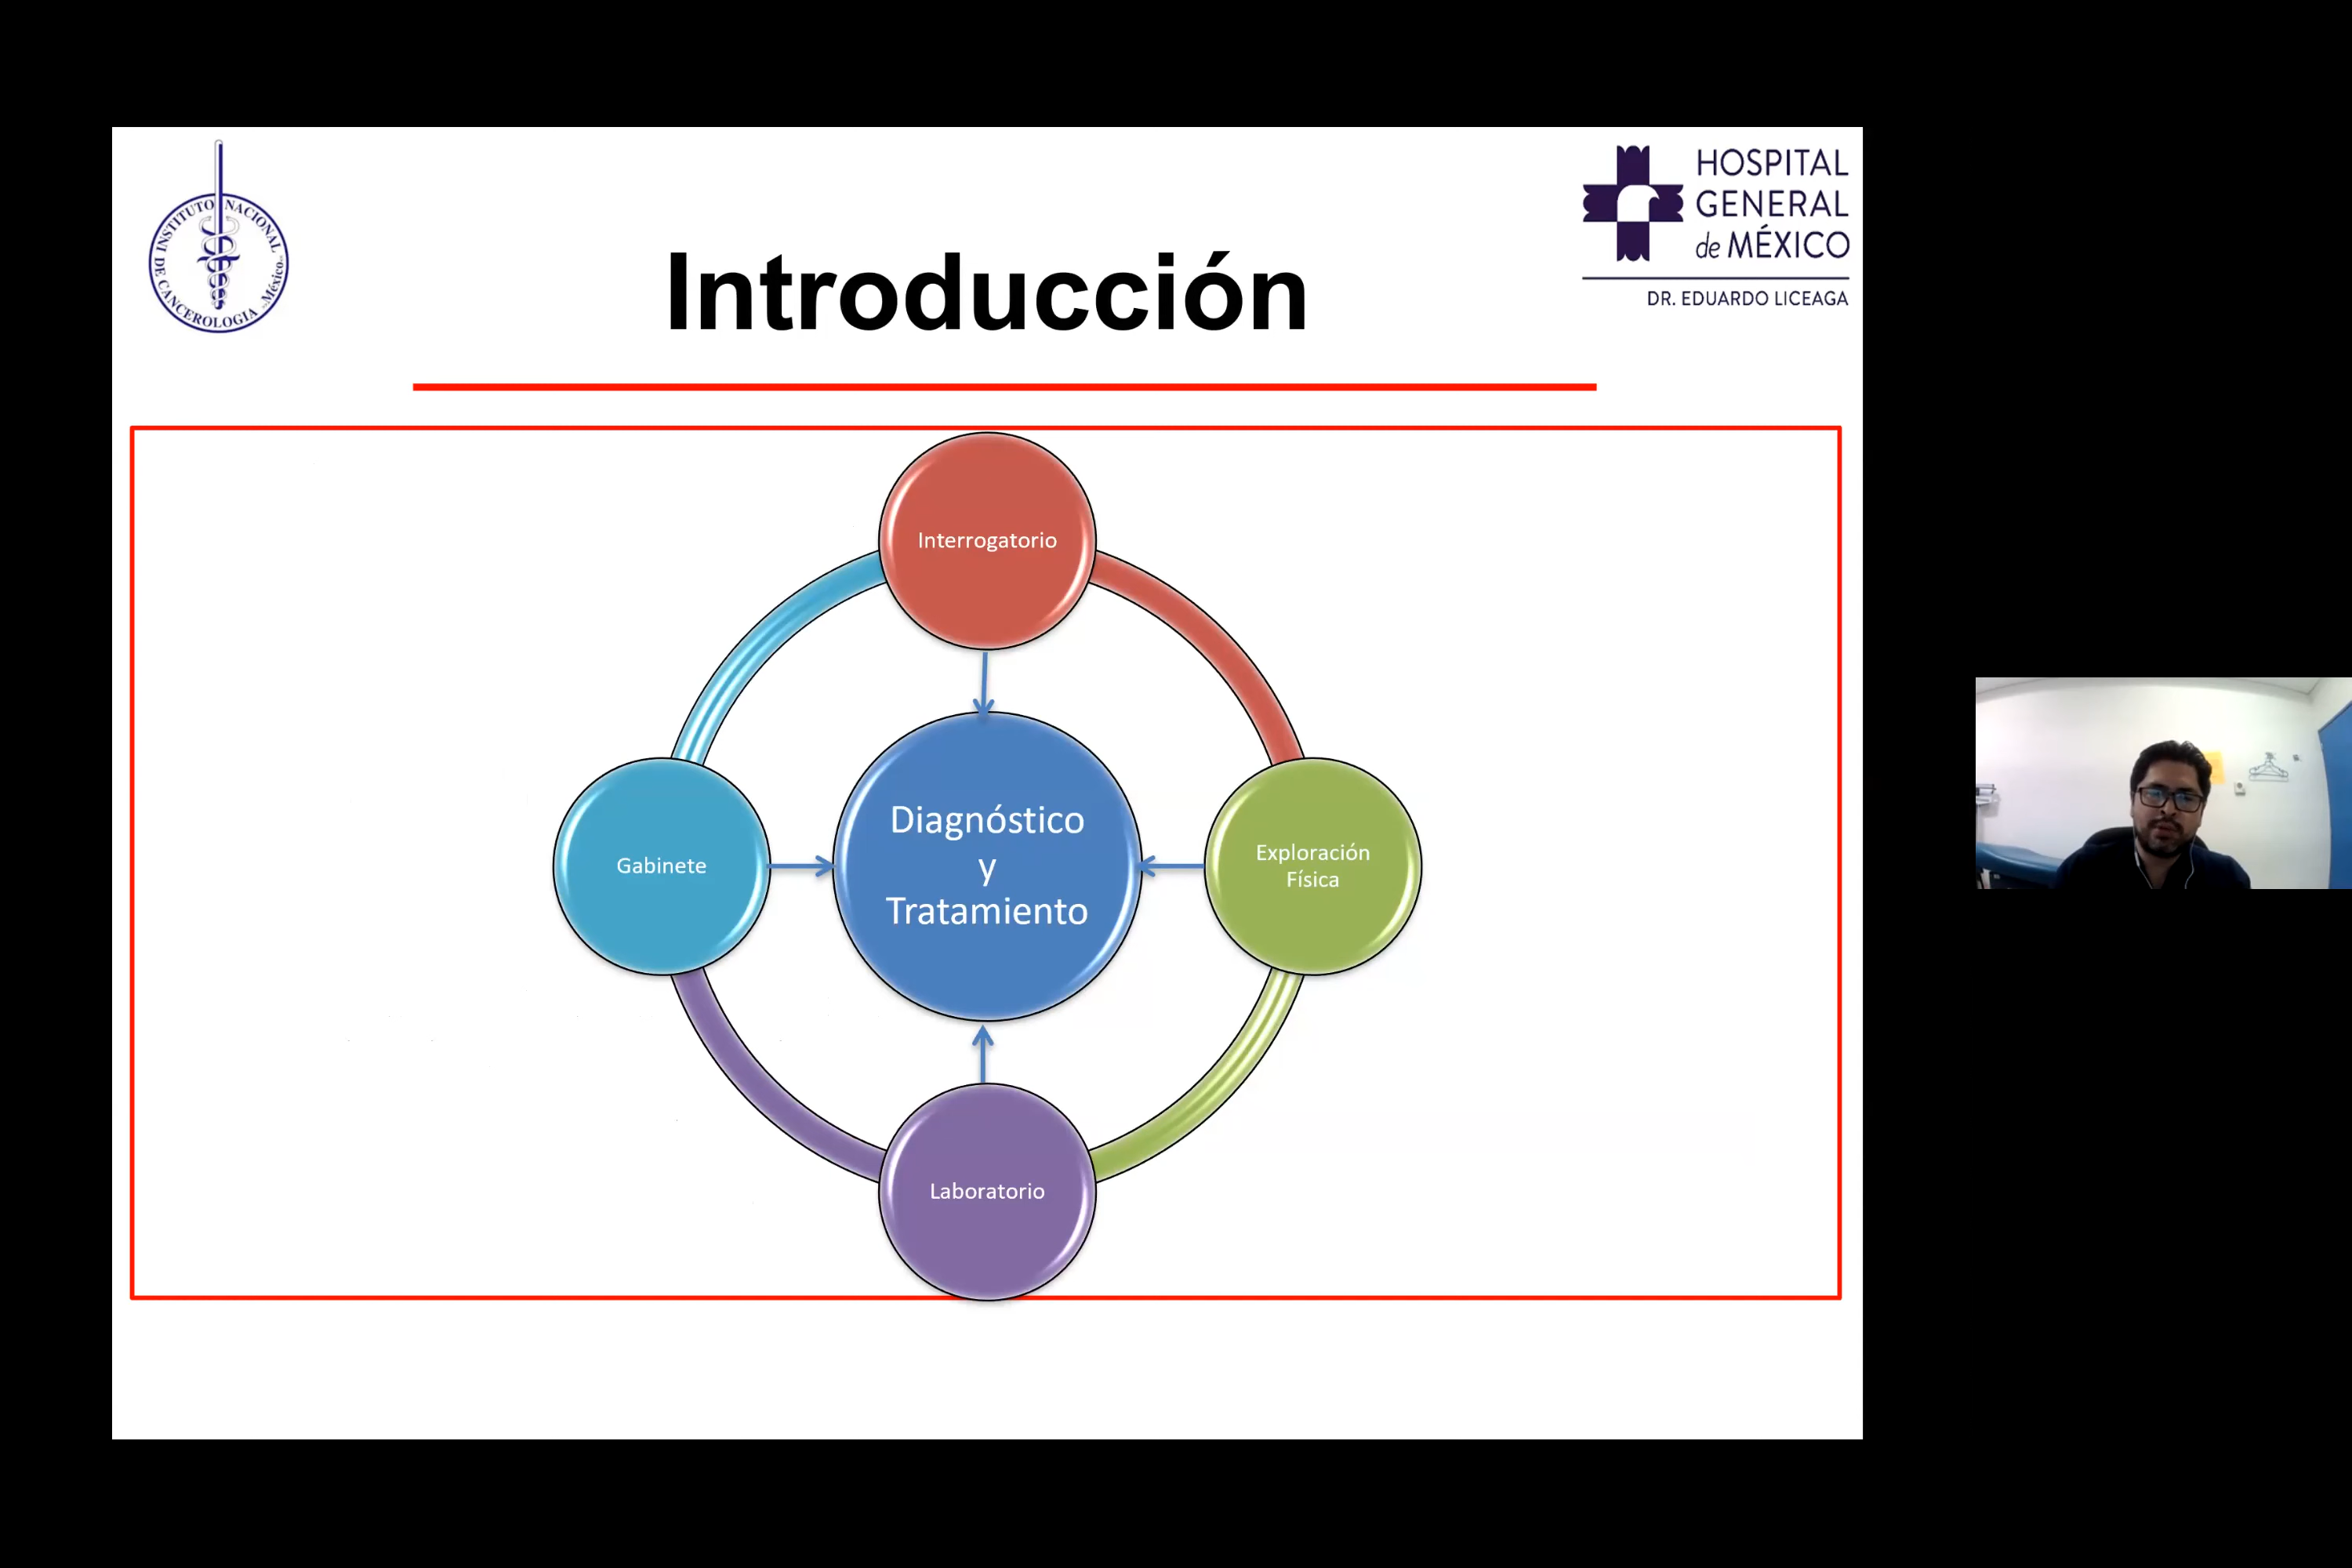 INSTITUTO NACIONAL
DE CANCEROLOGIA México
HOSPITAL
GENERAL
de MÉXICO
DR. EDUARDO LICEAGA
Introducción
Interrogatorio
Gabinete
Diagnóstico
y
Tratamiento
Exploración
Física
Laboratorio